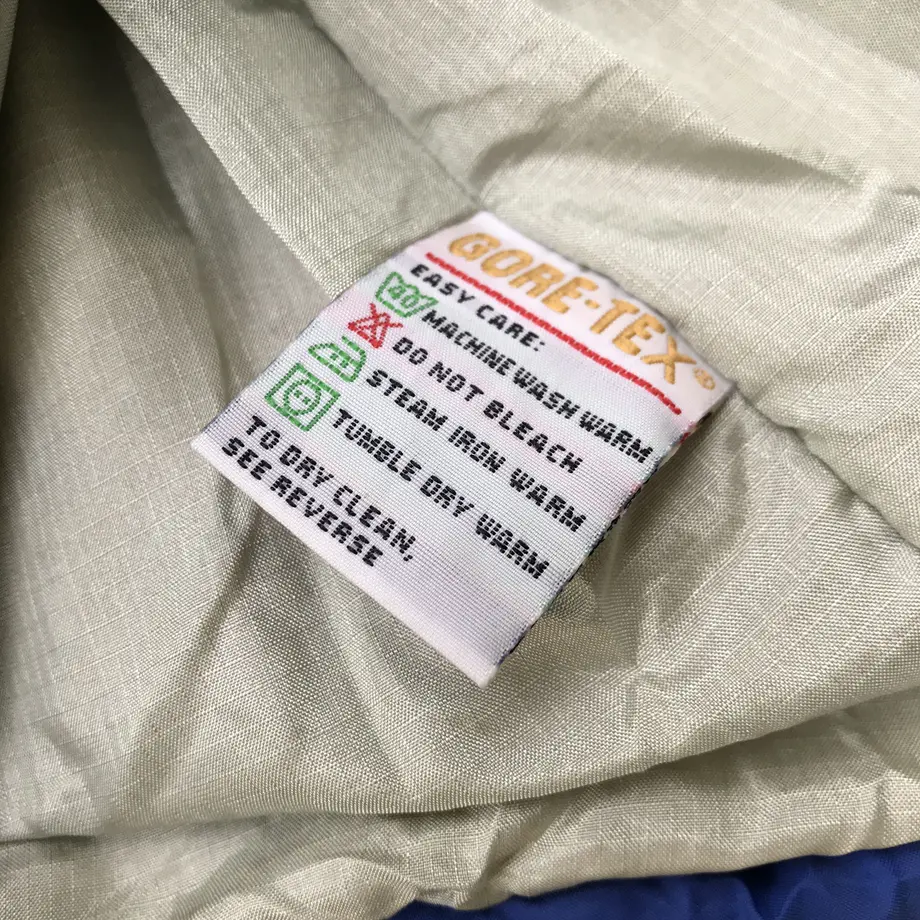 GORE-TEX®
EASY CARE:
40 MACHINE WASH WARM
DO NOT BLEACH
STEAM IRON WARM
TUMBLE DRY WARM
TO DRY CLEAN,
SEE REVERSE